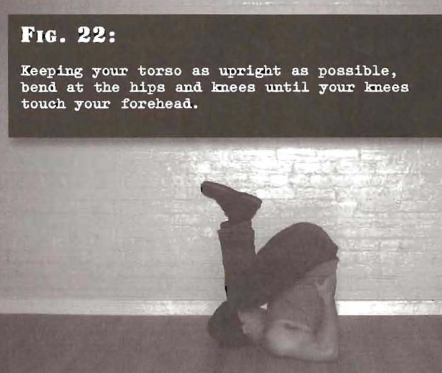 Fig. 22:
Keeping your torso as upright as possible,
bend at the hips and knees until your knees
touch your forehead.